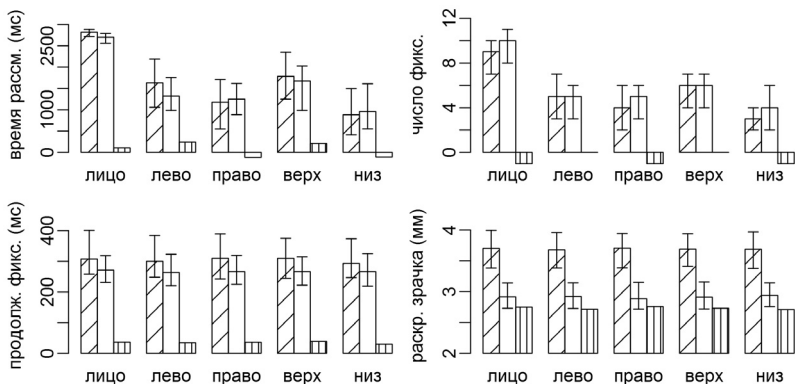 время рассм. (мс)
2500
1000
0
лицо лево право верх низ
число фикс.
12
8
4
0
лицо лево право верх низ
продолж. фикс. (мс)
400
200
0
лицо лево право верх низ
раскр. зрачка (мм)
4
3
2
лицо лево право верх низ